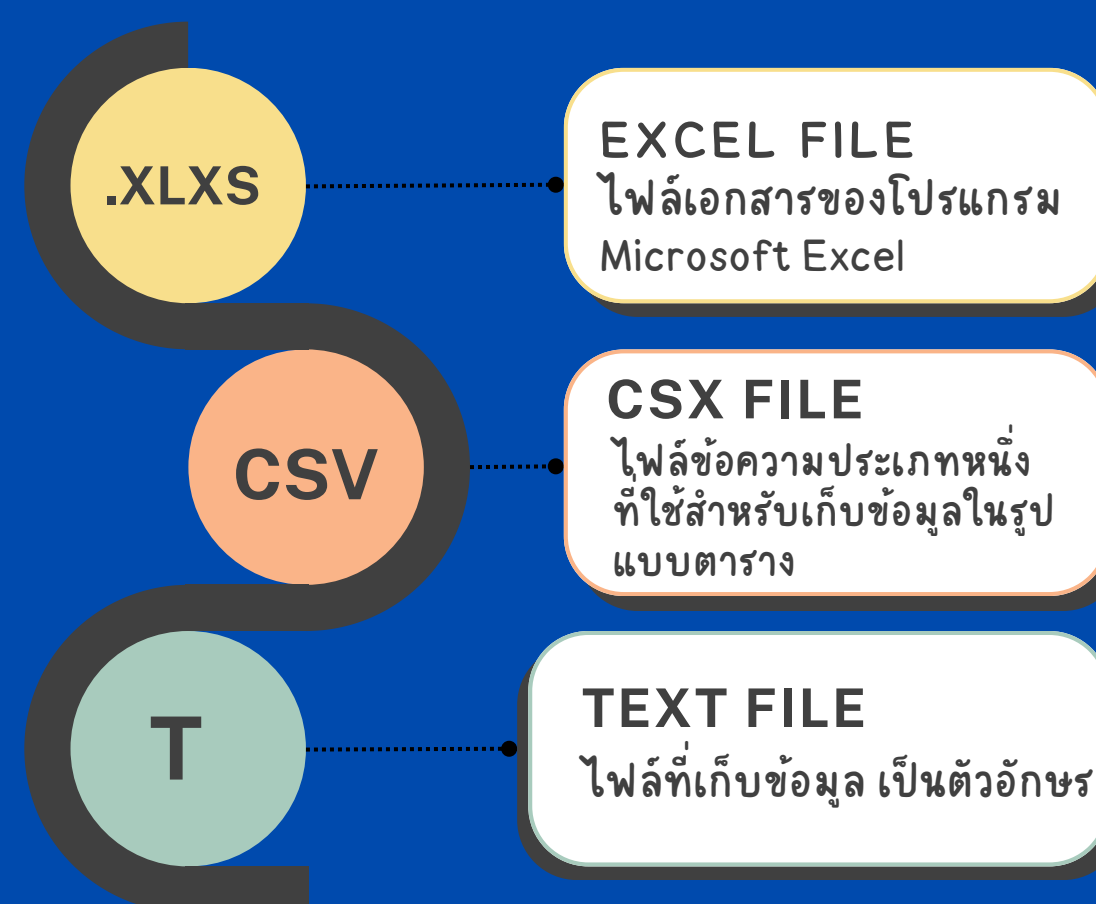 .XLXS
EXCEL FILE
ไฟล์เอกสารของโปรแกรม
Microsoft Excel
CSV
CSX FILE
ไฟล์ข้อความประเภทหนึ่ง
ที่ใช้สำหรับเก็บข้อมูลในรูป
แบบตาราง
T
TEXT FILE
ไฟล์ที่เก็บข้อมูล เป็นตัวอักษร